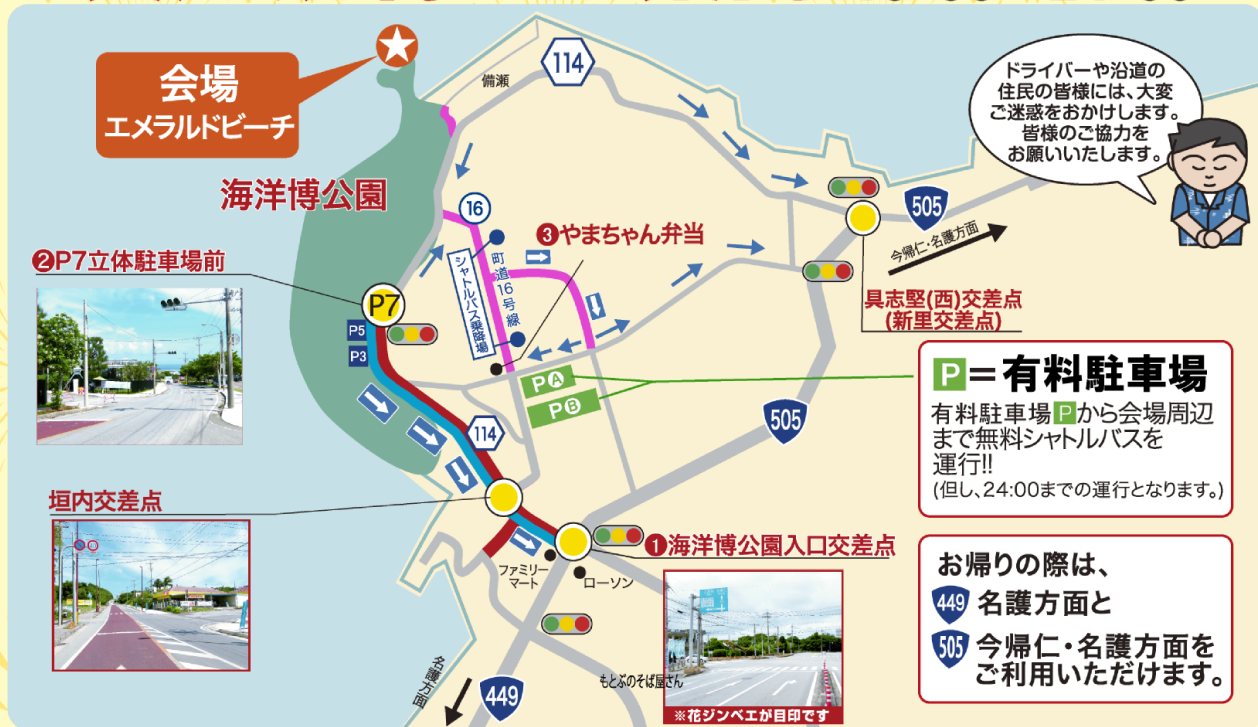 会場
エメラルドビーチ
備瀬
114
ドライバーや沿道の
住民の皆様には、大変
ご迷惑をおかけします。
皆様のご協力を
お願いいたします。
海洋博公園
16
505
今帰仁・名護方面
❸やまちゃん弁当
シャトルバス乗降場
町道16号線
❷P7立体駐車場前
P7
P5
P3
具志堅(西)交差点
(新里交差点)
PⒶ
PⒷ
P=有料駐車場
有料駐車場Pから会場周辺
まで無料シャトルバスを
運行!!
(但し、24:00までの運行となります。)
505
114
垣内交差点
❶海洋博公園入口交差点
ファミリー
マート
ローソン
お帰りの際は、
449 名護方面と
505 今帰仁・名護方面を
ご利用いただけます。
もとぶのそば屋さん
名護方面
449
※花ジンベエが目印です